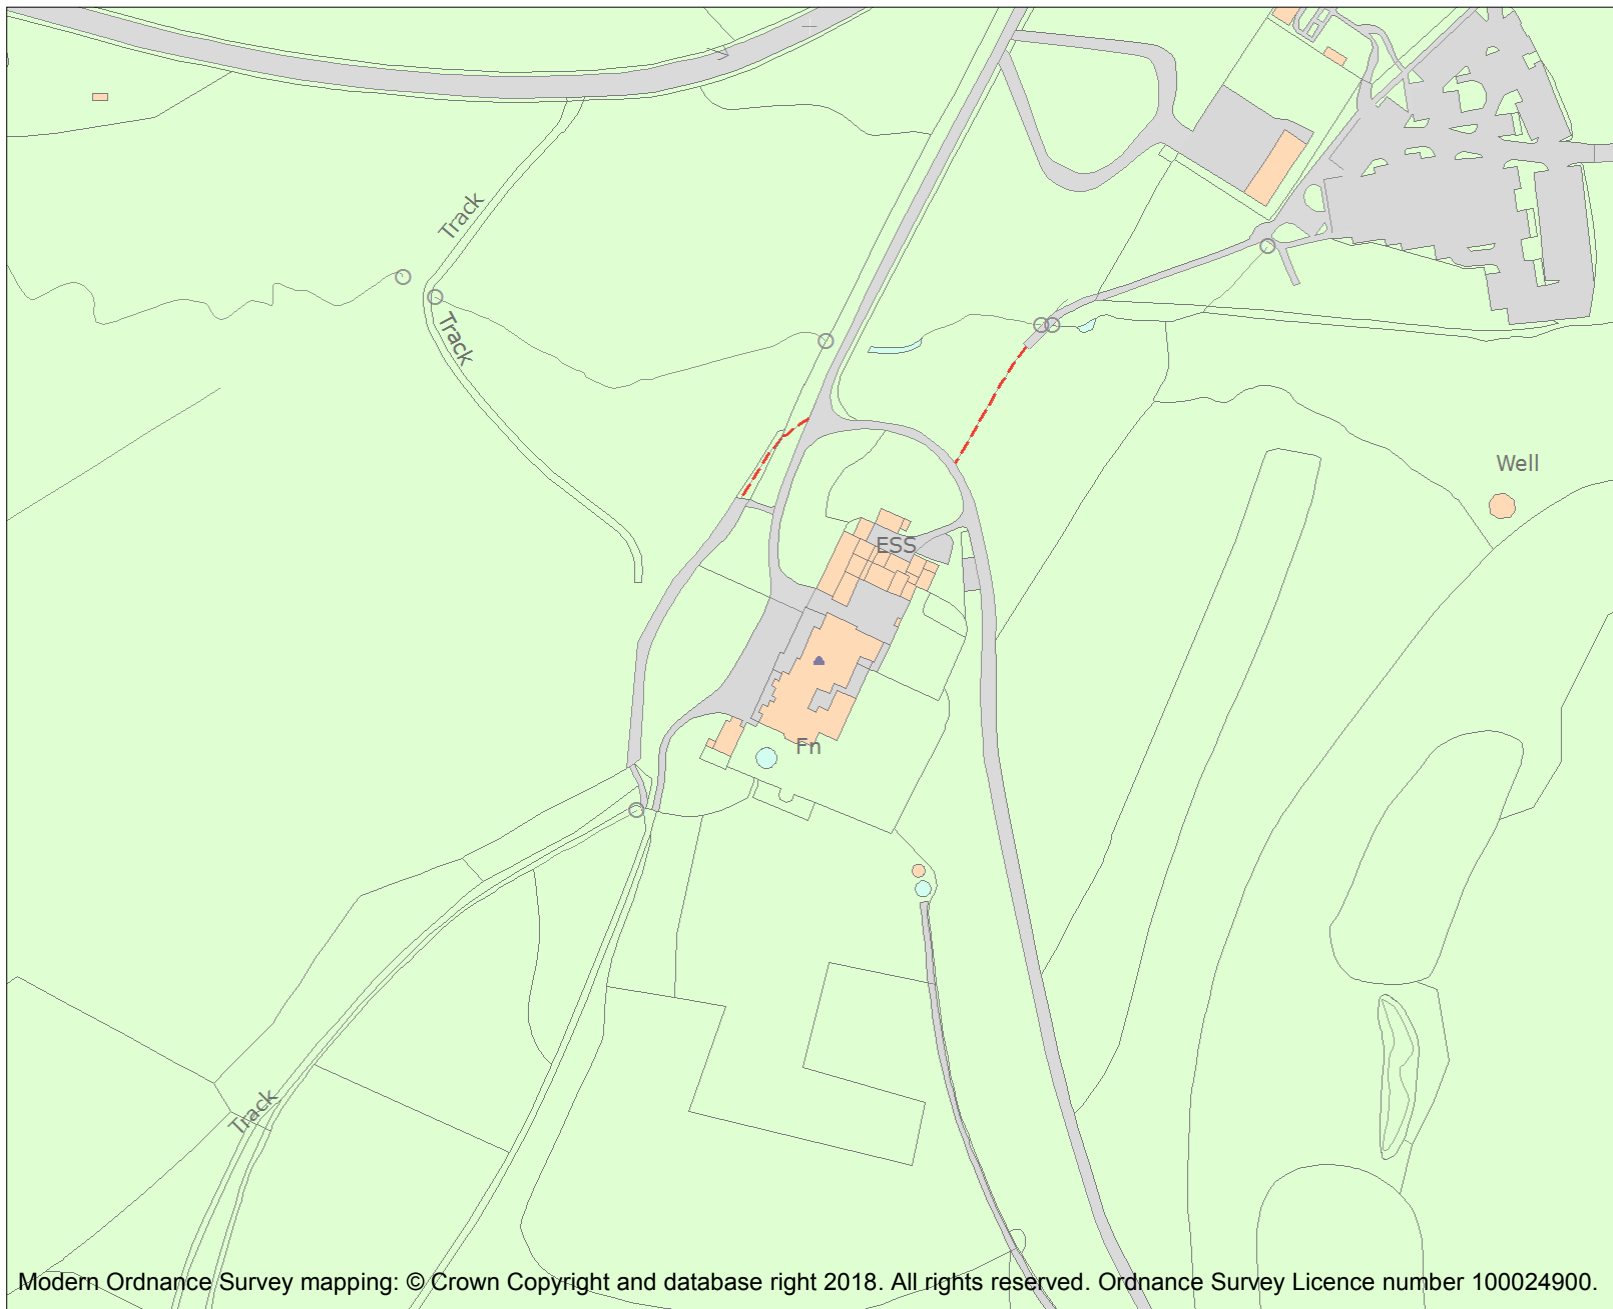 Track
Track
Well
ESS
Fn
Track
Modern Ordnance Survey mapping: © Crown Copyright and database right 2018. All rights reserved. Ordnance Survey Licence number 100024900.